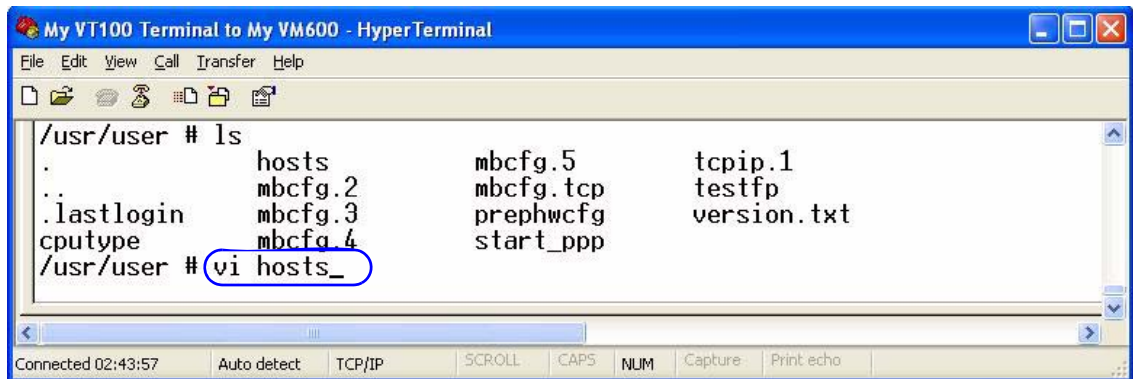 My VT100 Terminal to My VM600 - HyperTerminal
File Edit View Call Transfer Help
/usr/user # ls
. hosts mbcfg.5 tcpip.1
.. mbcfg.2 mbcfg.tcp testfp
.lastlogin mbcfg.3 prephwcfg version.txt
cputype mbcfg.4 start_ppp
/usr/user # vi hosts_
Connected 02:43:57 Auto detect TCP/IP SCROLL CAPS NUM Capture Print echo